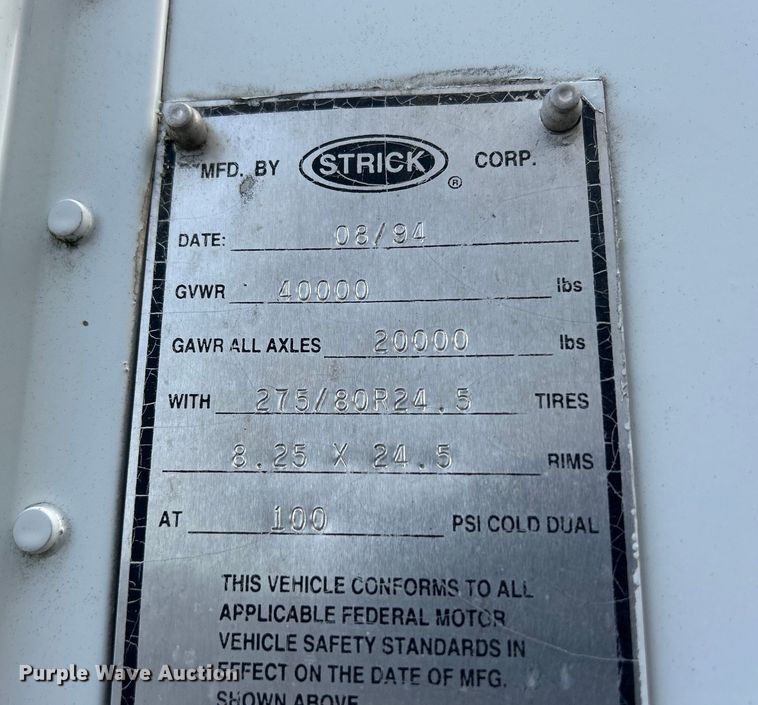 MFD. BY STRICK ® CORP.
DATE: 08/94
GVWR 40000 lbs
GAWR ALL AXLES 20000 lbs
WITH 275/80R24.5 TIRES
8.25 X 24.5 RIMS
AT 100 PSI COLD DUAL
THIS VEHICLE CONFORMS TO ALL
APPLICABLE FEDERAL MOTOR
VEHICLE SAFETY STANDARDS IN
EFFECT ON THE DATE OF MFG.
SHOWN ABOVE
Purple Wave Auction